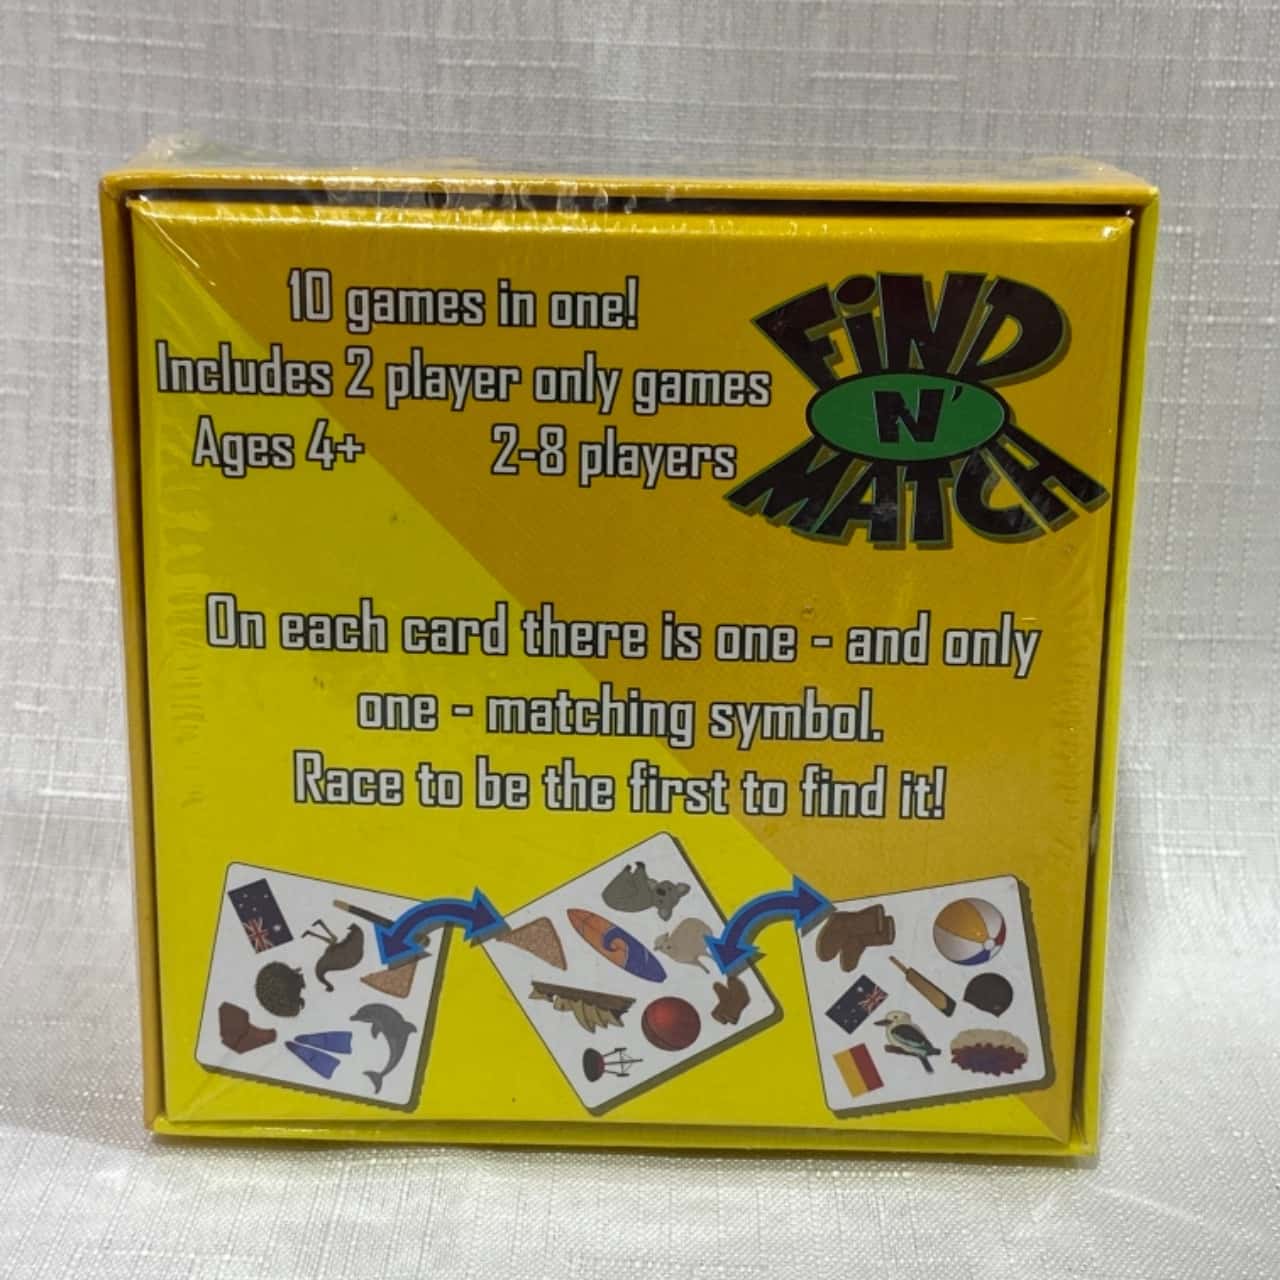 10 games in one!
Includes 2 player only games
Ages 4+ 2-8 players
FiND
N'
MATCH
On each card there is one - and only
one - matching symbol.
Race to be the first to find it!